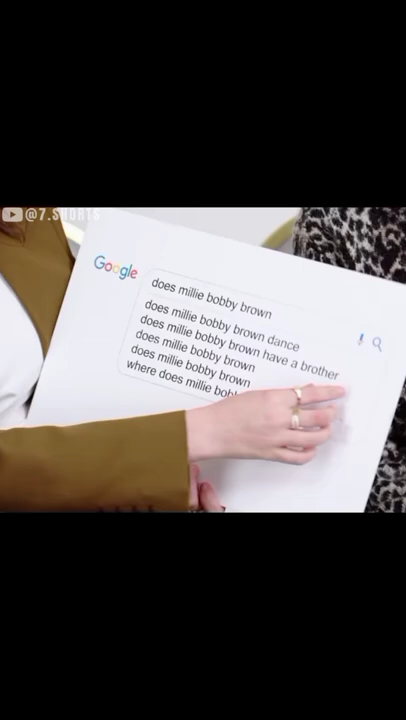 @7.SHORTS
Google
does millie bobby brown
does millie bobby brown dance
does millie bobby brown have a brother
does millie bobby brown
does millie bobby brown
where does millie bobb